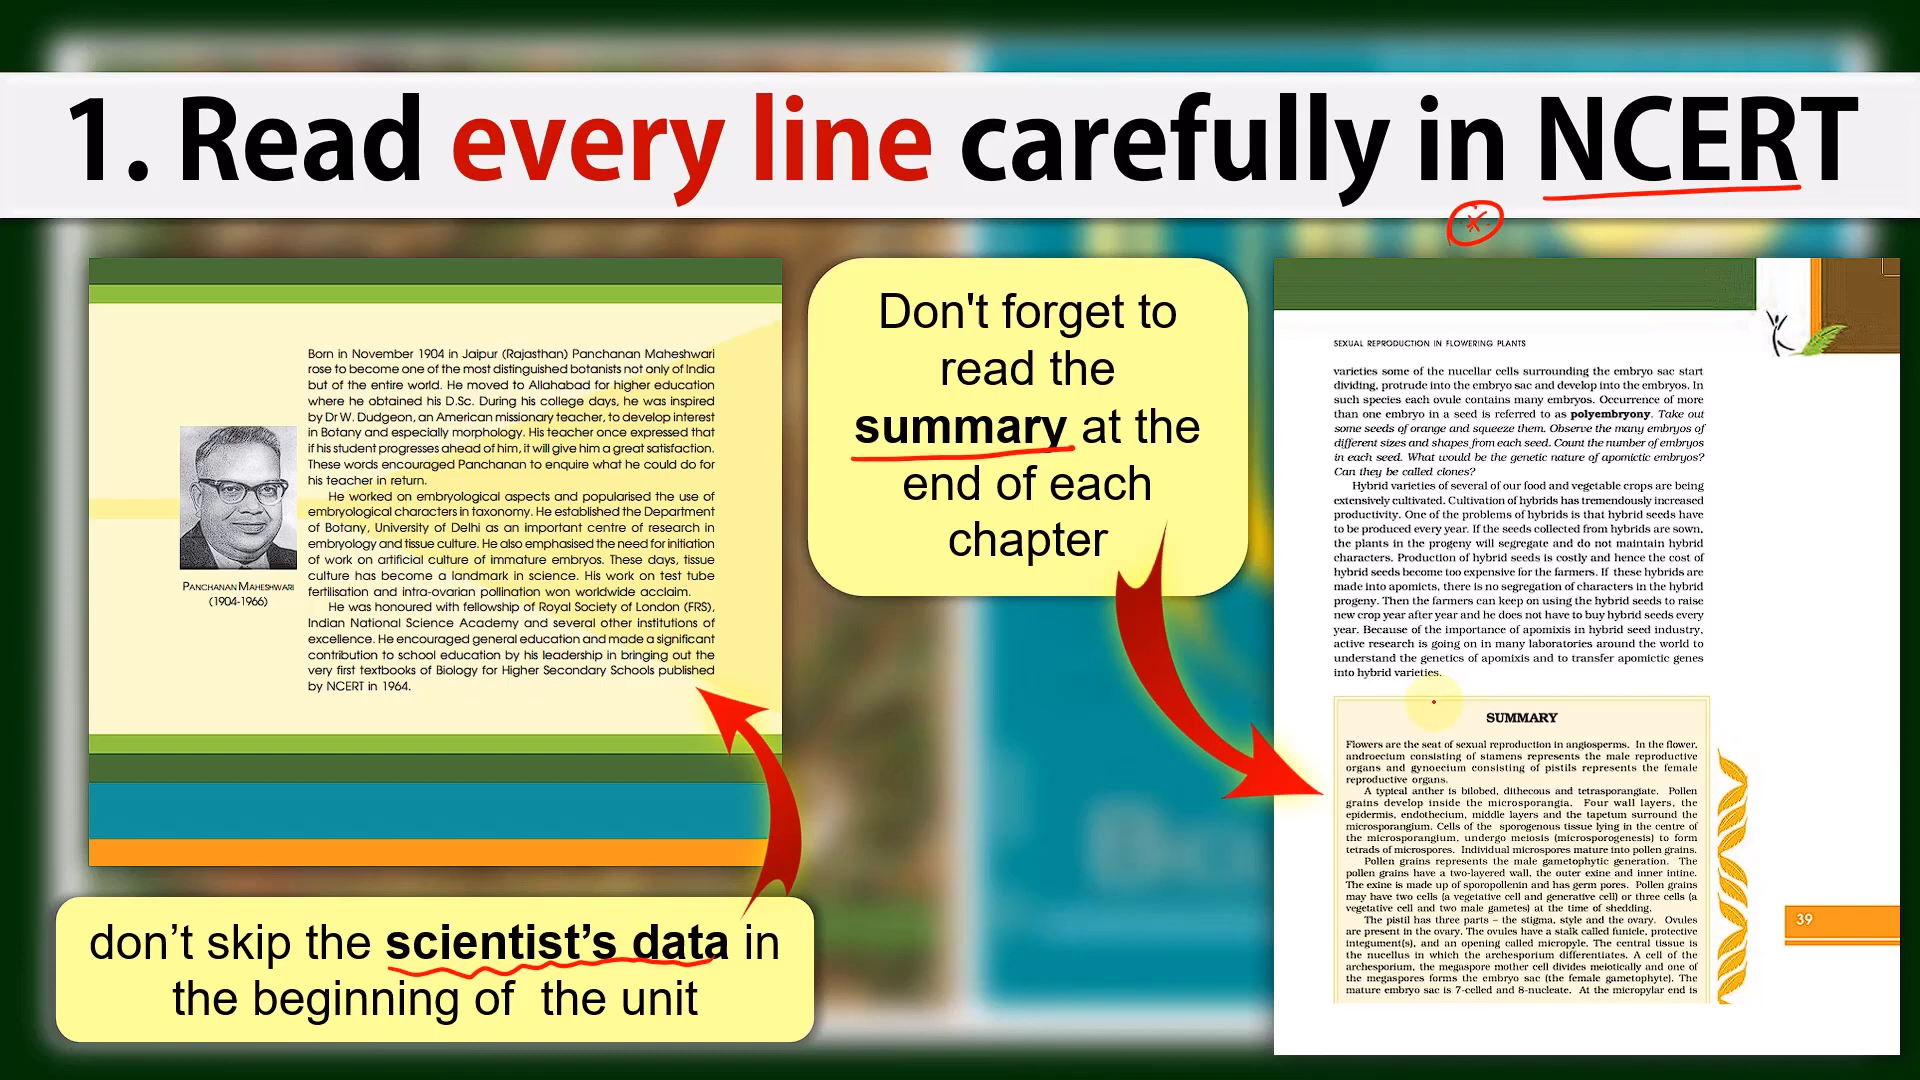 1. Read every line carefully in NCERT
Born in November 1904 in Jaipur (Rajasthan) Panchanan Maheshwari
rose to become one of the most distinguished botanists not only of India
but of the entire world. He moved to Allahabad for higher education
where he obtained his D.Sc. During his college days, he was inspired
by Dr W. Dudgeon, an American missionary teacher, to develop interest
in Botany and especially morphology. His teacher once expressed that
if his student progresses ahead of him, it will give him a great satisfaction.
These words encouraged Panchanan to enquire what he could do for
his teacher in return.
He worked on embryological aspects and popularised the use of
embryological characters in taxonomy. He established the Department
of Botany, University of Delhi as an important centre of research in
embryology and tissue culture. He also emphasised the need for initiation
of work on artificial culture of immature embryos. These days, tissue
culture has become a landmark in science. His work on test tube
fertilisation and intra-ovarian pollination won worldwide acclaim.
He was honoured with fellowship of Royal Society of London (FRS),
Indian National Science Academy and several other institutions of
excellence. He encouraged general education and made a significant
contribution to school education by his leadership in bringing out the
very first textbooks of Biology for Higher Secondary Schools published
by NCERT in 1964.
PANCHANAN MAHESHWARI
(1904-1966)
don’t skip the scientist’s data in
the beginning of the unit
Don't forget to
read the
summary at the
end of each
chapter
SEXUAL REPRODUCTION IN FLOWERING PLANTS
varieties some of the nucellar cells surrounding the embryo sac start
dividing, protrude into the embryo sac and develop into the embryos. In
such species each ovule contains many embryos. Occurrence of more
than one embryo in a seed is referred to as polyembryony. Take out
some seeds of orange and squeeze them. Observe the many embryos of
different sizes and shapes from each seed. Count the number of embryos
in each seed. What would be the genetic nature of apomictic embryos?
Can they be called clones?
Hybrid varieties of several of our food and vegetable crops are being
extensively cultivated. Cultivation of hybrids has tremendously increased
productivity. One of the problems of hybrids is that hybrid seeds have
to be produced every year. If the seeds collected from hybrids are sown,
the plants in the progeny will segregate and do not maintain hybrid
characters. Production of hybrid seeds is costly and hence the cost of
hybrid seeds become too expensive for the farmers. If these hybrids are
made into apomicts, there is no segregation of characters in the hybrid
progeny. Then the farmers can keep on using the hybrid seeds to raise
new crop year after year and he does not have to buy hybrid seeds every
year. Because of the importance of apomixis in hybrid seed industry,
active research is going on in many laboratories around the world to
understand the genetics of apomixis and to transfer apomictic genes
into hybrid varieties.
SUMMARY
Flowers are the seat of sexual reproduction in angiosperms. In the flower,
androecium consisting of stamens represents the male reproductive
organs and gynoecium consisting of pistils represents the female
reproductive organs.
A typical anther is bilobed, dithecous and tetrasporangiate. Pollen
grains develop inside the microsporangia. Four wall layers, the
epidermis, endothecium, middle layers and the tapetum surround the
microsporangium. Cells of the sporogenous tissue lying in the centre of
the microsporangium, undergo meiosis (microsporogenesis) to form
tetrads of microspores. Individual microspores mature into pollen grains.
Pollen grains represents the male gametophytic generation. The
pollen grains have a two-layered wall, the outer exine and inner intine.
The exine is made up of sporopollenin and has germ pores. Pollen grains
may have two cells (a vegetative cell and generative cell) or three cells (a
vegetative cell and two male gametes) at the time of shedding.
The pistil has three parts – the stigma, style and the ovary. Ovules
are present in the ovary. The ovules have a stalk called funicle, protective
integument(s), and an opening called micropyle. The central tissue is
the nucellus in which the archesporium differentiates. A cell of the
archesporium, the megaspore mother cell divides meiotically and one of
the megaspores forms the embryo sac (the female gametophyte). The
mature embryo sac is 7-celled and 8-nucleate. At the micropylar end is
39